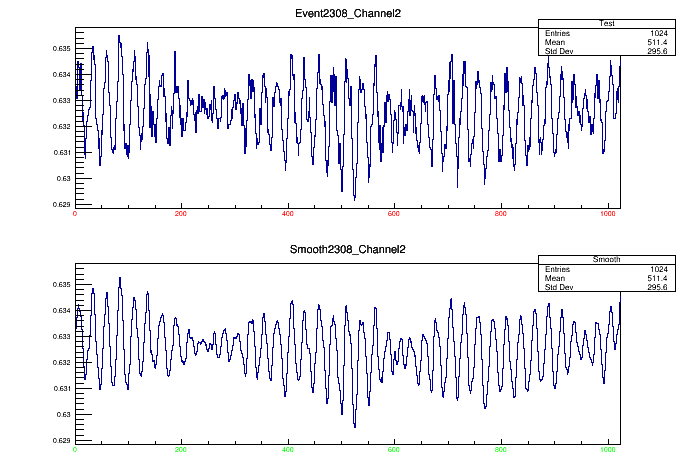 Event2308_Channel2
Test
Entries 1024
Mean 511.4
Std Dev 295.6
0.635
0.634
0.633
0.632
0.631
0.63
0.629
0 200 400 600 800 1000
Smooth2308_Channel2
Smooth
Entries 1024
Mean 511.4
Std Dev 295.6
0.635
0.634
0.633
0.632
0.631
0.63
0.629
0 200 400 600 800 1000